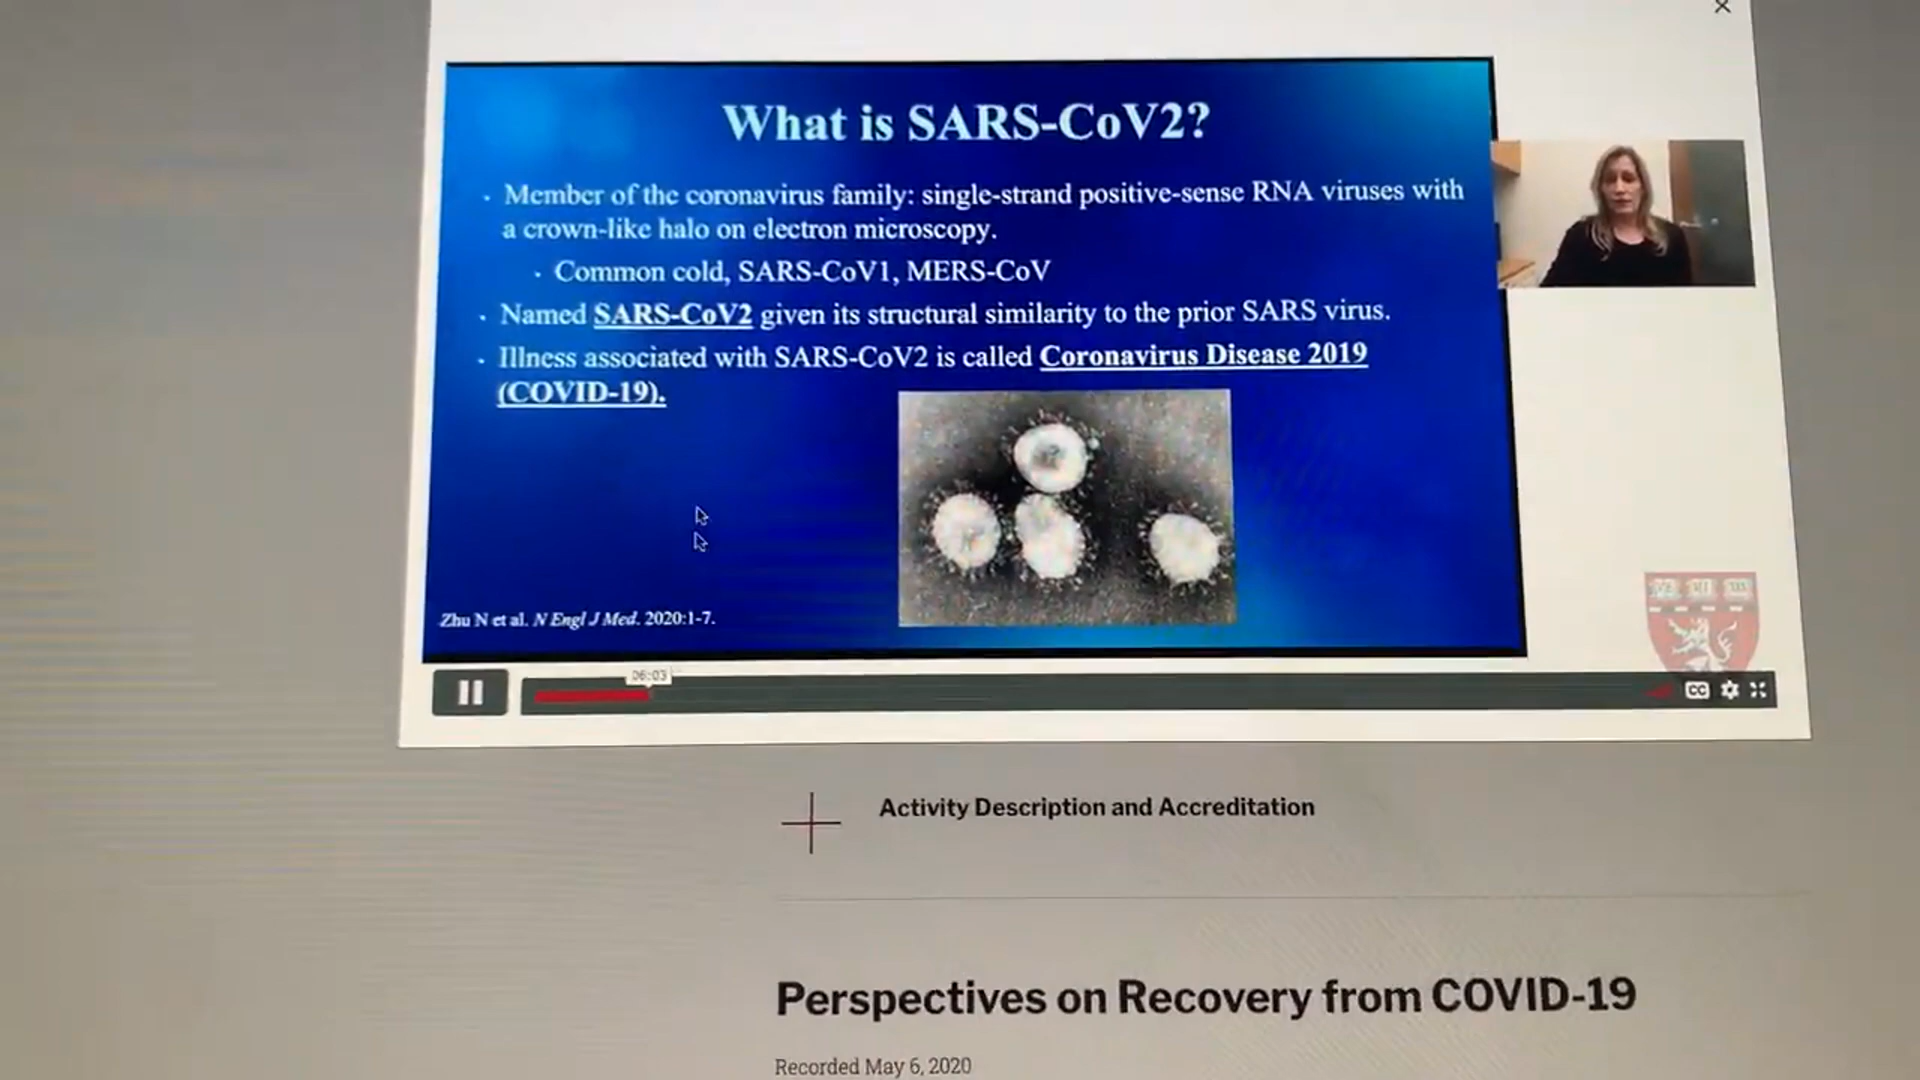 What is SARS-CoV2?
· Member of the coronavirus family: single-strand positive-sense RNA viruses with
a crown-like halo on electron microscopy.
· Common cold, SARS-CoV1, MERS-CoV
· Named SARS-CoV2 given its structural similarity to the prior SARS virus.
· Illness associated with SARS-CoV2 is called Coronavirus Disease 2019
(COVID-19).
Zhu N et al. N Engl J Med. 2020:1-7.
06:03
CC
Activity Description and Accreditation
Perspectives on Recovery from COVID-19
Recorded May 6, 2020